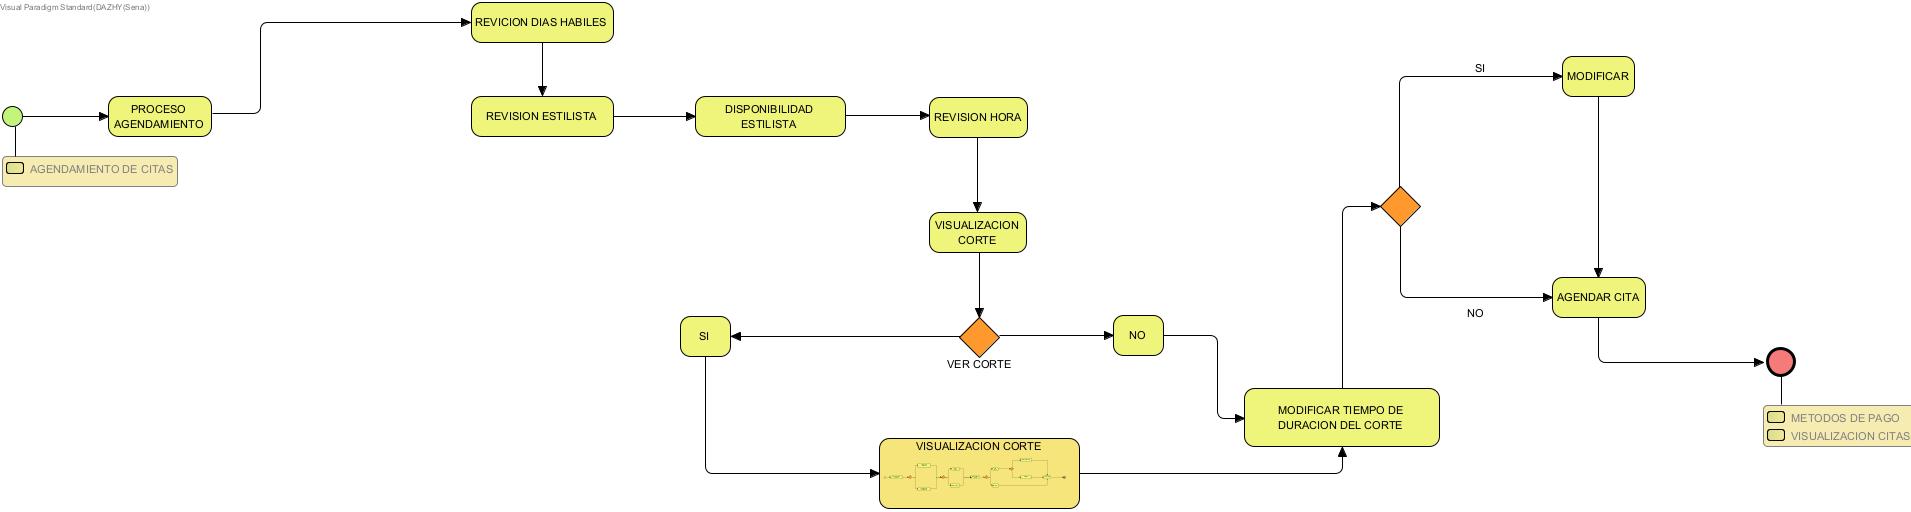 Visual Paradigm Standard(DAZHY(Sena))
REVICION DIAS HABILES
PROCESO
AGENDAMIENTO
AGENDAMIENTO DE CITAS
REVISION ESTILISTA
DISPONIBILIDAD
ESTILISTA
REVISION HORA
VISUALIZACION
CORTE
SI
VER CORTE
NO
VISUALIZACION CORTE
MODIFICAR TIEMPO DE
DURACION DEL CORTE
SI
MODIFICAR
NO
AGENDAR CITA
METODOS DE PAGO
VISUALIZACION CITAS